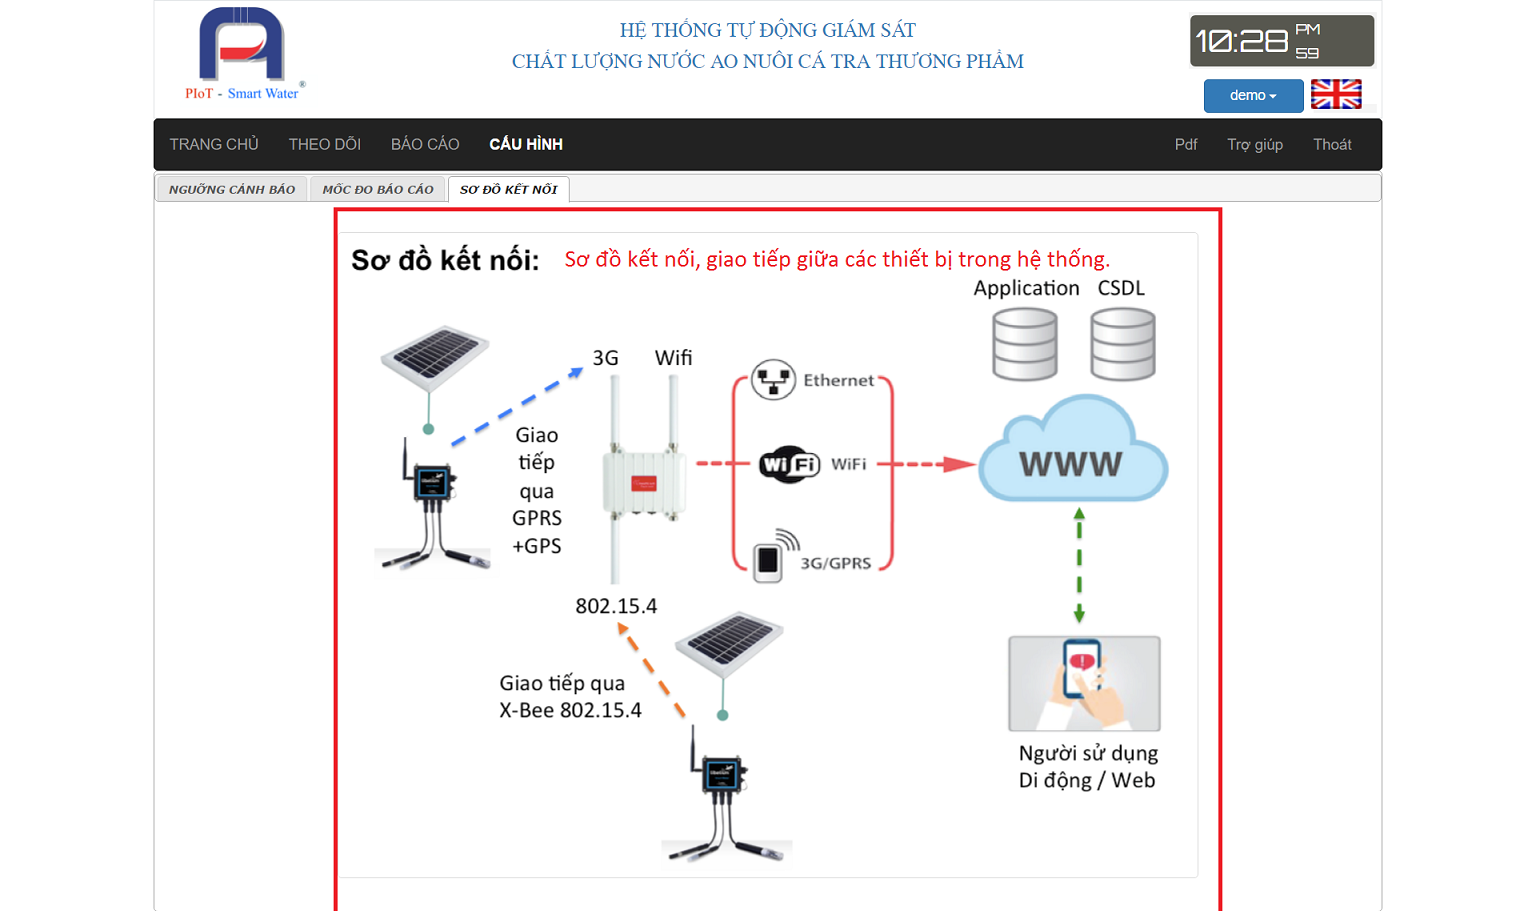 HỆ THỐNG TỰ ĐỘNG GIÁM SÁT
CHẤT LƯỢNG NƯỚC AO NUÔI CÁ TRA THƯƠNG PHẨM
PIoT - Smart Water®
10:28 PM 59
demo
TRANG CHỦ THEO DÕI BÁO CÁO CẤU HÌNH Pdf Trợ giúp Thoát
NGƯỠNG CẢNH BÁO MỐC ĐO BÁO CÁO SƠ ĐỒ KẾT NỐI
Sơ đồ kết nối: Sơ đồ kết nối, giao tiếp giữa các thiết bị trong hệ thống.
Application CSDL
3G Wifi
Ethernet
Giao
tiếp
qua
GPRS
+GPS
WiFi WiFi
WWW
3G/GPRS
802.15.4
Giao tiếp qua
X-Bee 802.15.4
Người sử dụng
Di động / Web